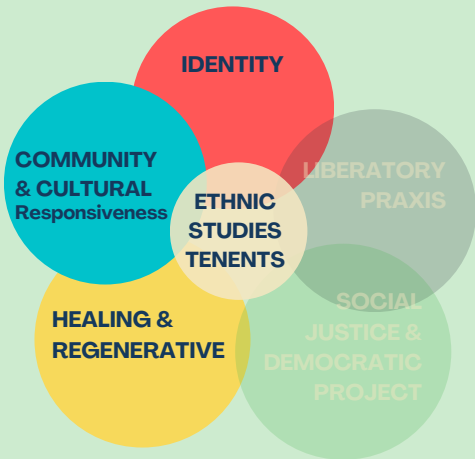 IDENTITY
COMMUNITY
& CULTURAL
Responsiveness
LIBERATORY
PRAXIS
ETHNIC
STUDIES
TENENTS
HEALING &
REGENERATIVE
SOCIAL
JUSTICE &
DEMOCRATIC
PROJECT